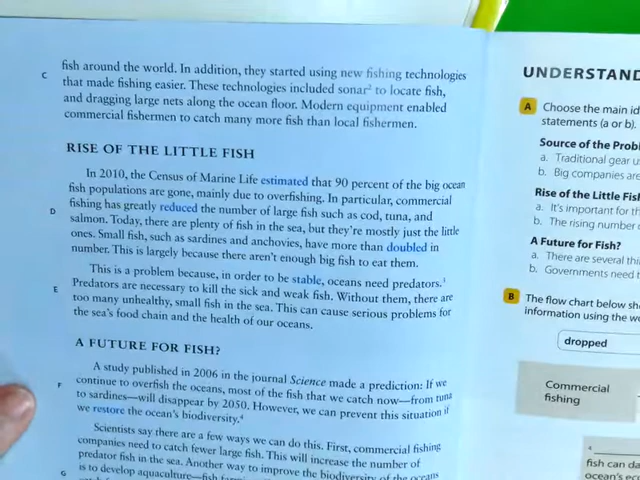 C
fish around the world. In addition, they started using new fishing technologies
that made fishing easier. These technologies included sonar² to locate fish,
and dragging large nets along the ocean floor. Modern equipment enabled
commercial fishermen to catch many more fish than local fishermen.
RISE OF THE LITTLE FISH
In 2010, the Census of Marine Life estimated that 90 percent of the big ocean
fish populations are gone, mainly due to overfishing. In particular, commercial
D
fishing has greatly reduced the number of large fish such as cod, tuna, and
salmon. Today, there are plenty of fish in the sea, but they're mostly just the little
ones. Small fish, such as sardines and anchovies, have more than doubled in
number. This is largely because there aren't enough big fish to eat them.
This is a problem because, in order to be stable, oceans need predators.³
E
Predators are necessary to kill the sick and weak fish. Without them, there are
too many unhealthy, small fish in the sea. This can cause serious problems for
the sea's food chain and the health of our oceans.
A FUTURE FOR FISH?
A study published in 2006 in the journal Science made a prediction: If we
F
continue to overfish the oceans, most of the fish that we catch now—from tuna
to sardines—will disappear by 2050. However, we can prevent this situation if
we restore the ocean's biodiversity.⁴
Scientists say there are a few ways we can do this. First, commercial fishing
companies need to catch fewer large fish. This will increase the number of
predator fish in the sea. Another way to improve the biodiversity of the oceans
G
is to develop aquaculture—fish
UNDERSTAND
A
Choose the main id
statements (a or b).
Source of the Prob
a. Traditional gear u
b. Big companies are
Rise of the Little Fish
a. It's important for th
b. The rising number o
A Future for Fish?
a. There are several thi
b. Governments need t
B
The flow chart below sh
information using the w
dropped
Commercial
fishing
4
fish can da
ocean's ec